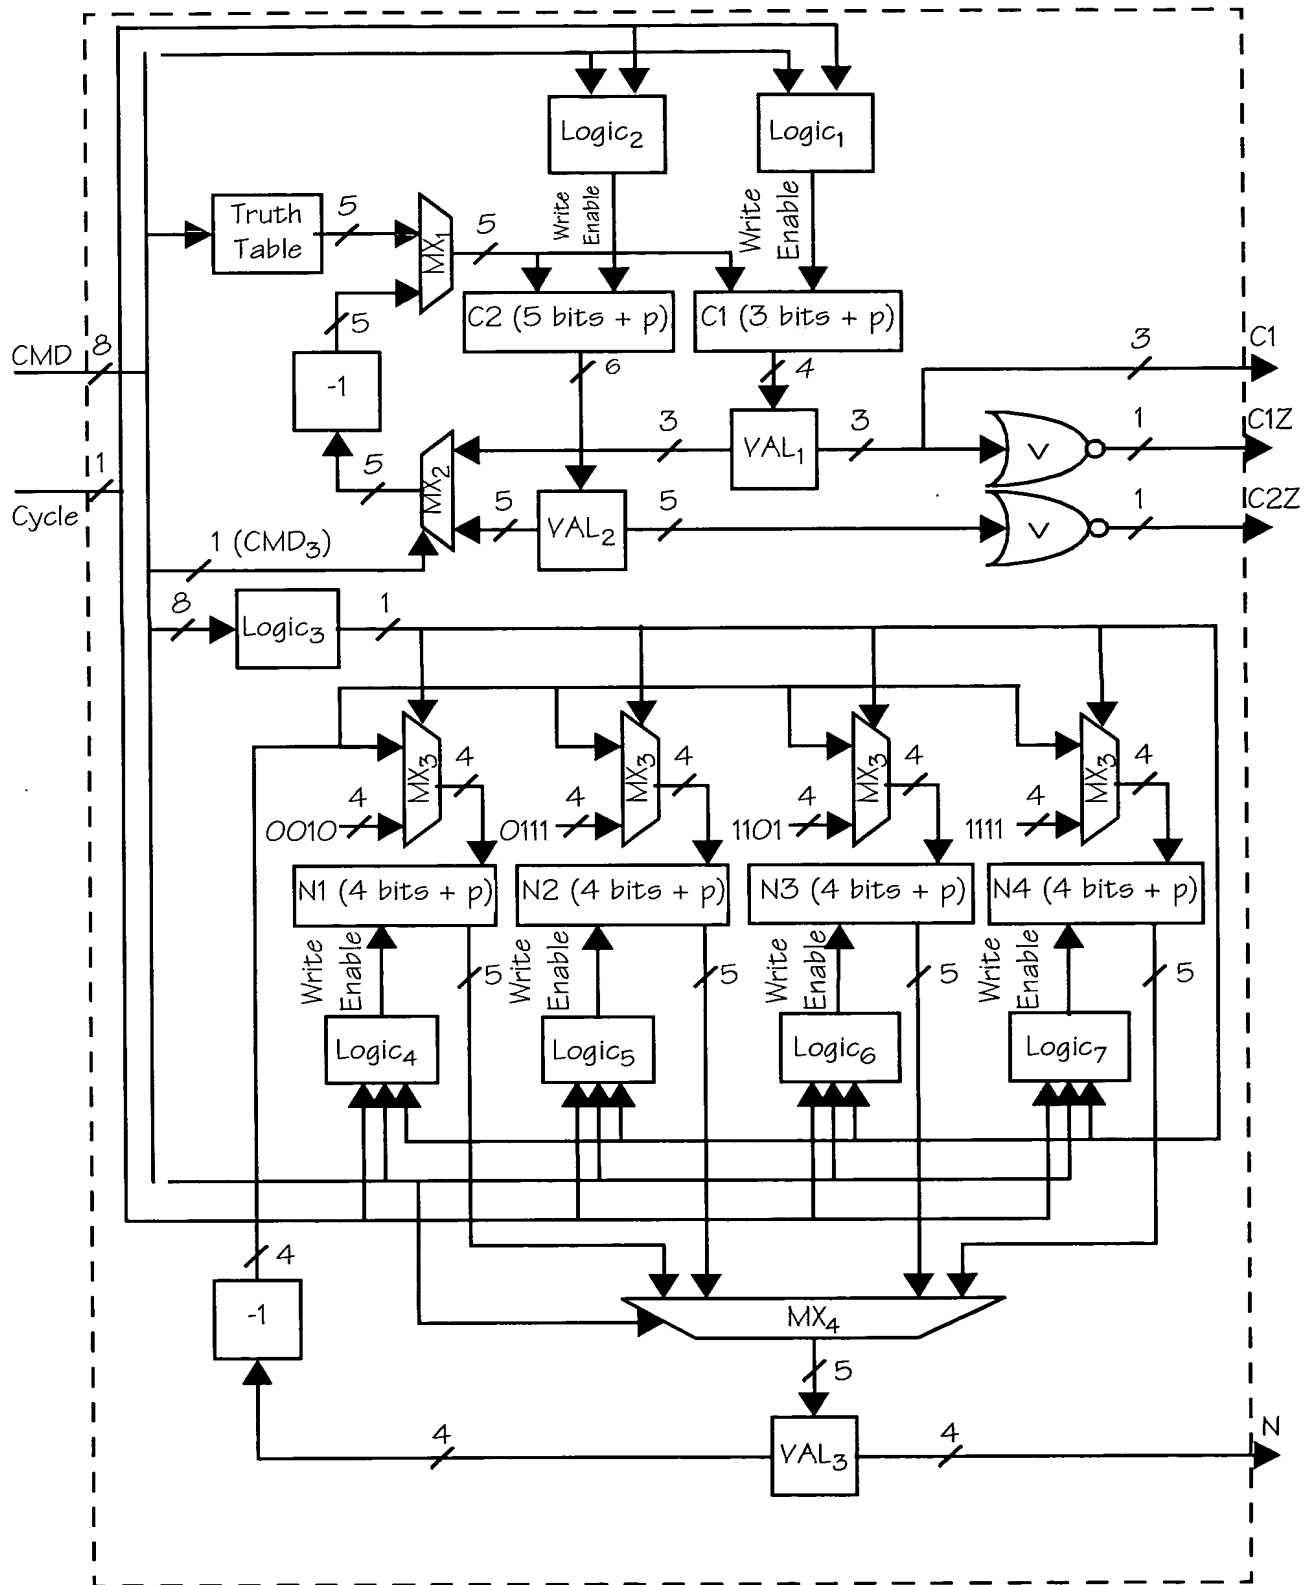 Logic2
Logic1
Write
Enable
Write
Enable
Truth
Table
5
MX1
5
C2 (5 bits + p)
C1 (3 bits + p)
5
CMD
8
-1
6
4
3
C1
3
VAL1
3
1
C1Z
1
Cycle
5
MX2
5
VAL2
5
1
C2Z
1 (CMD3)
8
Logic3
1
MX3
4
MX3
4
MX3
4
MX3
4
0010
4
0111
4
1101
4
1111
4
N1 (4 bits + p)
N2 (4 bits + p)
N3 (4 bits + p)
N4 (4 bits + p)
Write
Enable
5
Write
Enable
5
Write
Enable
5
Write
Enable
5
Logic4
Logic5
Logic6
Logic7
4
-1
MX4
5
4
VAL3
4
N
V
V